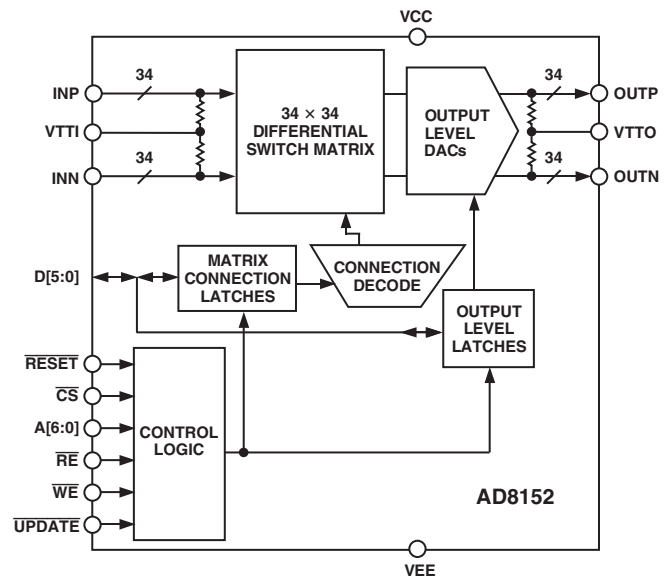 VCC
INP
34
VTTI
INN
34
34 × 34
DIFFERENTIAL
SWITCH MATRIX
OUTPUT
LEVEL
DACs
34
OUTP
VTTO
34
OUTN
D[5:0]
MATRIX
CONNECTION
LATCHES
CONNECTION
DECODE
OUTPUT
LEVEL
LATCHES
RESET
CS
A[6:0]
RE
WE
UPDATE
CONTROL
LOGIC
AD8152
VEE